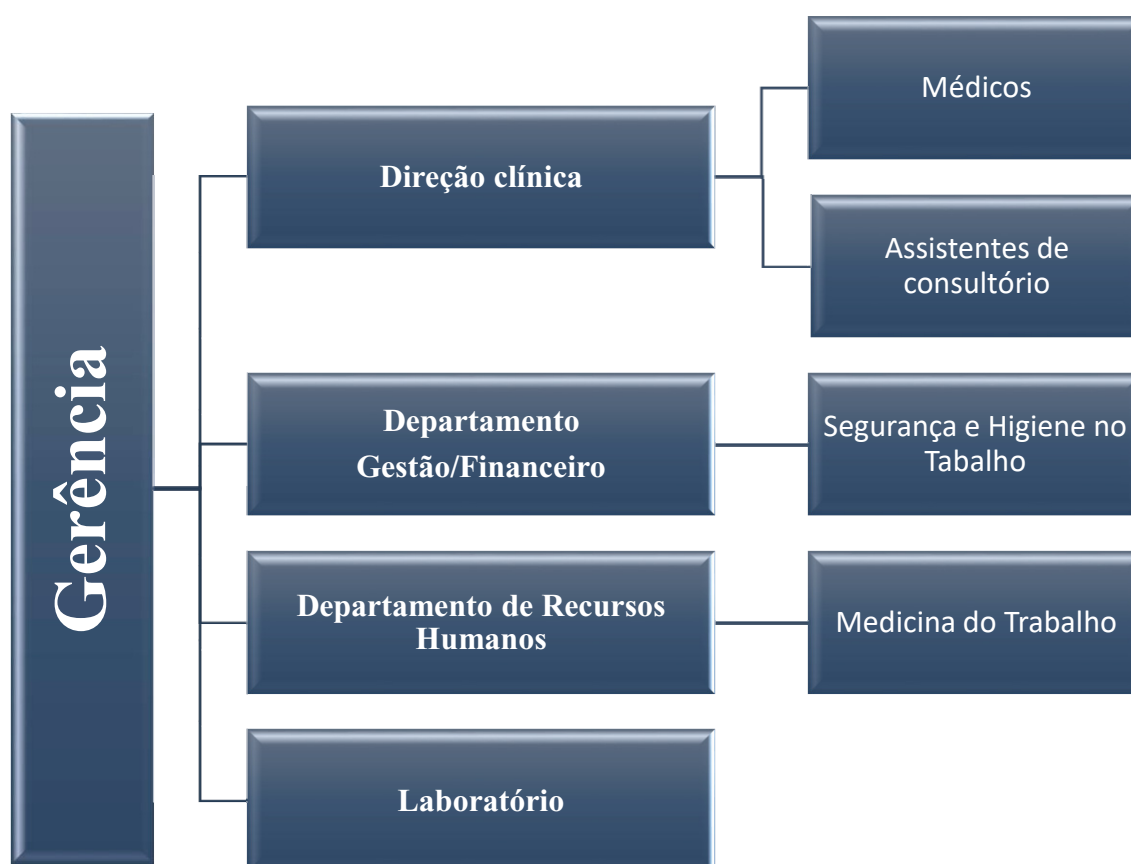 Gerência
Direção clínica
Médicos
Assistentes de
consultório
Departamento
Gestão/Financeiro
Segurança e Higiene no
Tabalho
Departamento de Recursos
Humanos
Medicina do Trabalho
Laboratório